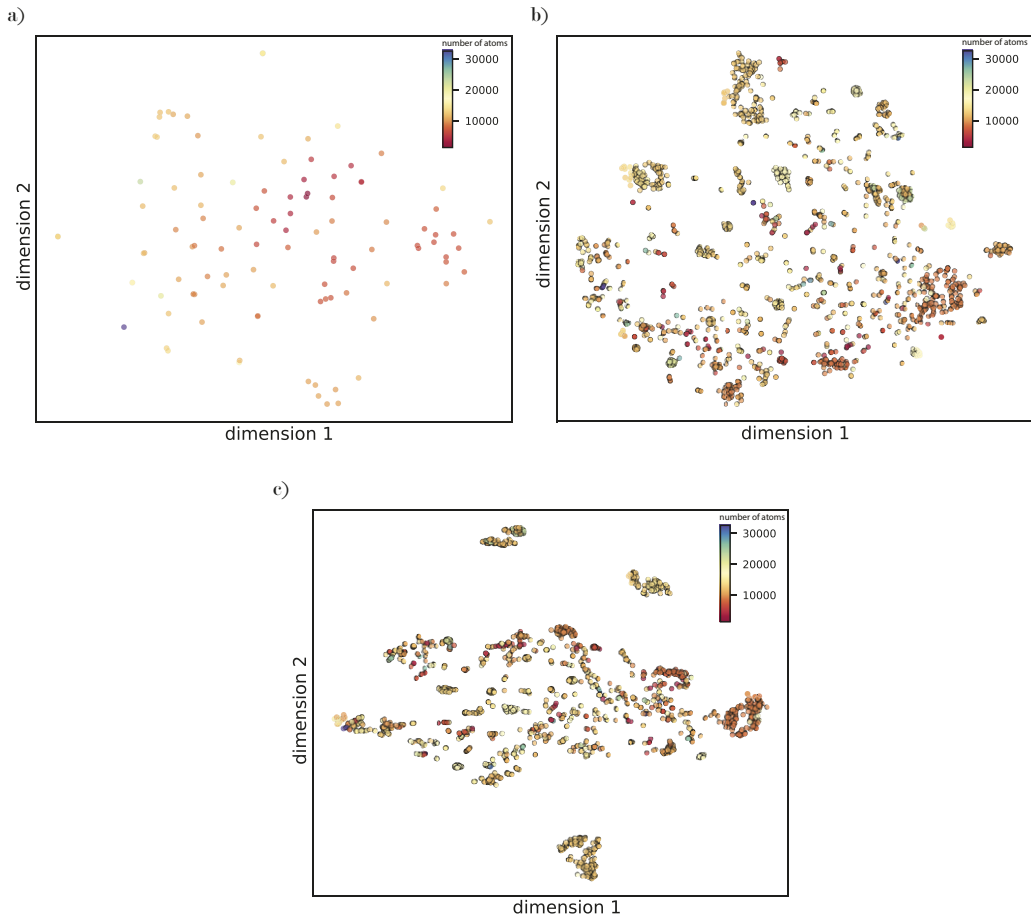 a)
number of atoms
30000
20000
10000
dimension 2
dimension 1
b)
number of atoms
30000
20000
10000
dimension 2
dimension 1
c)
number of atoms
30000
20000
10000
dimension 2
dimension 1